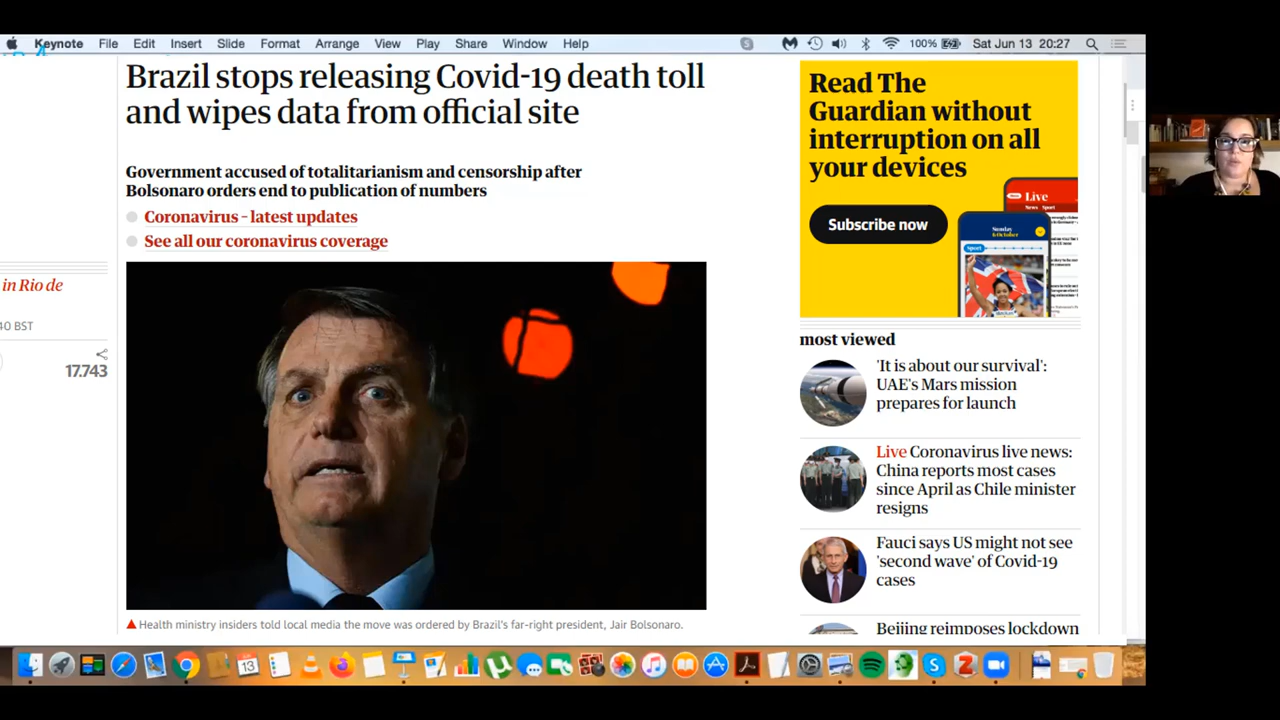 Keynote File Edit Insert Slide Format Arrange View Play Share Window Help 100% Sat Jun 13 20:27
Brazil stops releasing Covid-19 death toll
and wipes data from official site
Government accused of totalitarianism and censorship after
Bolsonaro orders end to publication of numbers
Coronavirus – latest updates
See all our coronavirus coverage
in Rio de
40 BST
17.743
Health ministry insiders told local media the move was ordered by Brazil's far-right president, Jair Bolsonaro.
Read The
Guardian without
interruption on all
your devices
Subscribe now
Live
News Sport
Sunday
Sport
most viewed
'It is about our survival':
UAE's Mars mission
prepares for launch
Live Coronavirus live news:
China reports most cases
since April as Chile minister
resigns
Fauci says US might not see
'second wave' of Covid-19
cases
Beijing reimposes lockdown
13